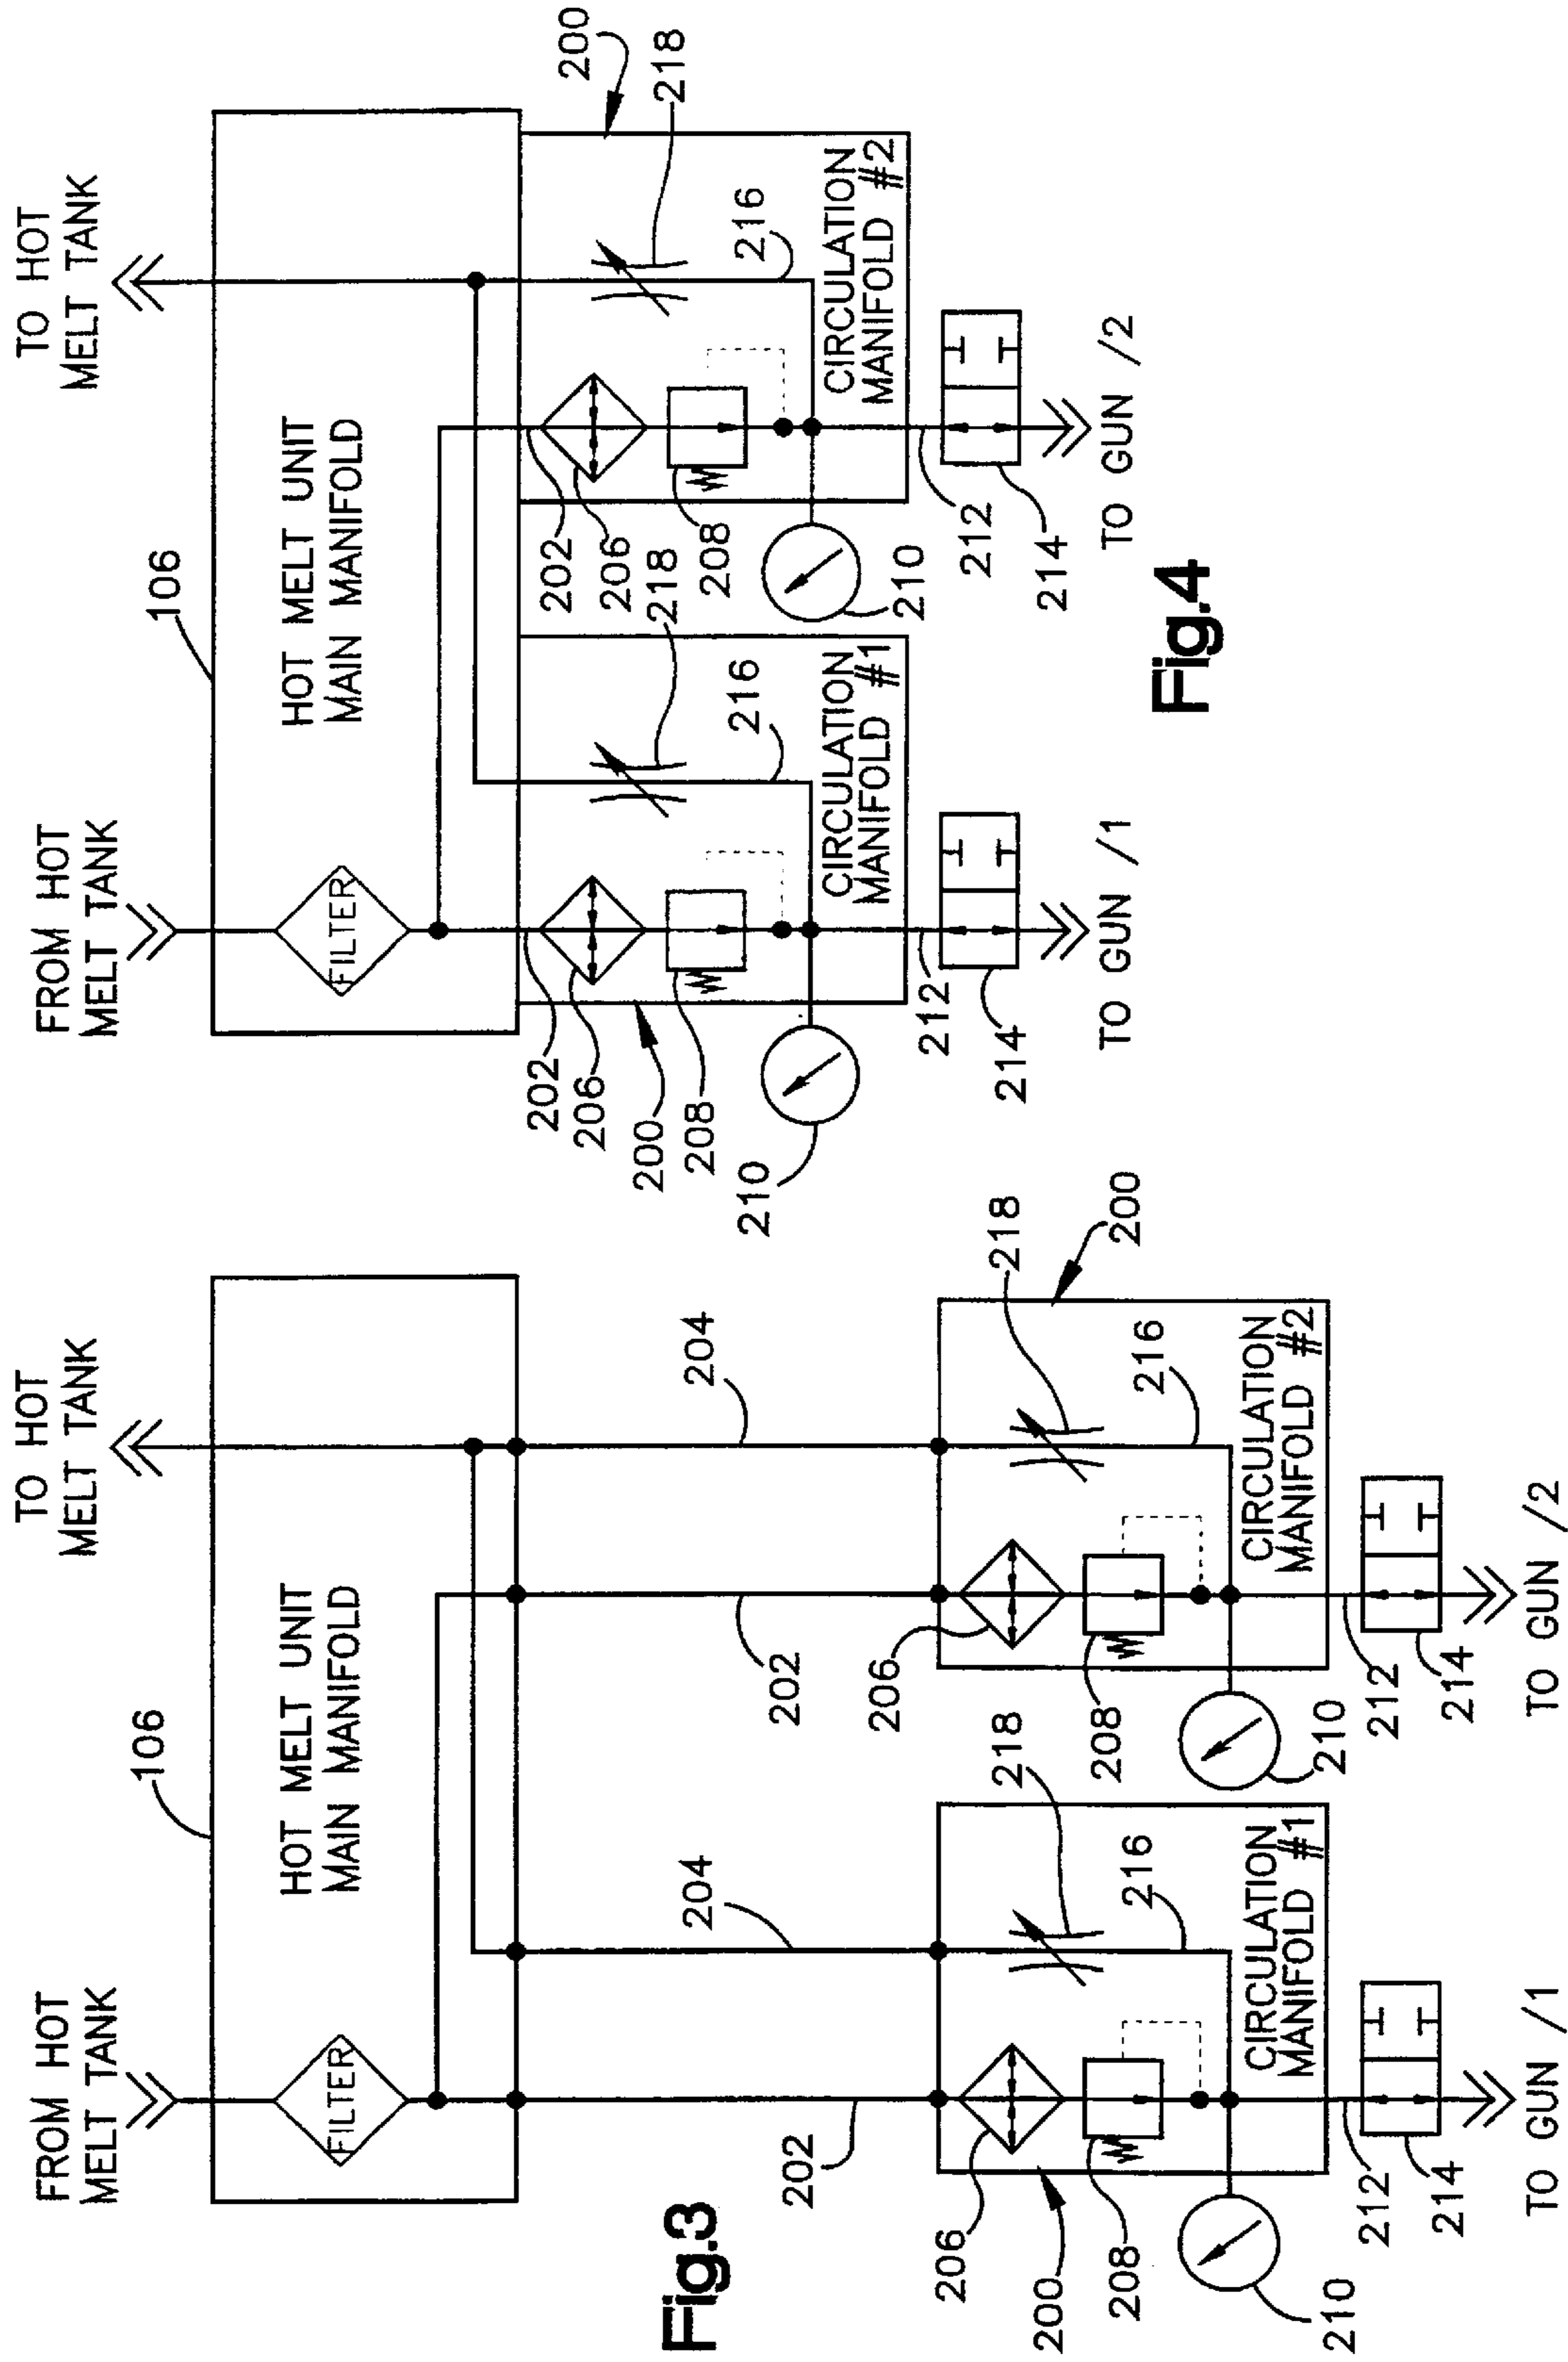 Fig.3
FROM HOT
MELT TANK
TO HOT
MELT TANK
106
FILTER
HOT MELT UNIT
MAIN MANIFOLD
202
204
202
204
206
200
208
210
218
216
CIRCULATION
MANIFOLD #1
212
214
TO GUN /1
206
208
210
218
200
216
CIRCULATION
MANIFOLD #2
212
214
TO GUN /2
Fig.4
FROM HOT
MELT TANK
TO HOT
MELT TANK
106
FILTER
HOT MELT UNIT
MAIN MANIFOLD
202
206
200
208
210
218
216
CIRCULATION
MANIFOLD #1
212
214
TO GUN /1
202
206
208
210
200
218
216
CIRCULATION
MANIFOLD #2
212
214
TO GUN /2